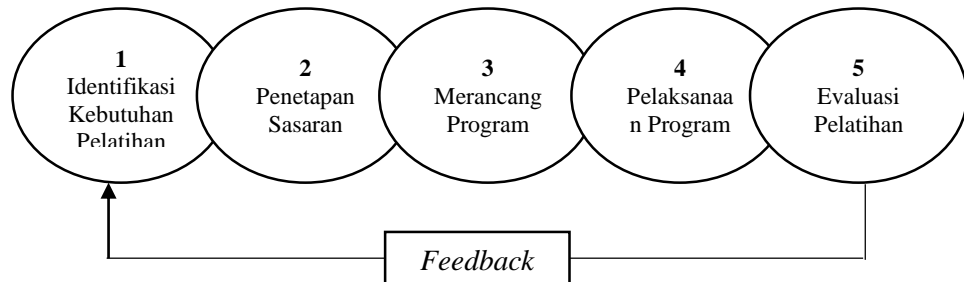 1
Identifikasi
Kebutuhan
Pelatihan
2
Penetapan
Sasaran
3
Merancang
Program
4
Pelaksanaa
n Program
5
Evaluasi
Pelatihan
Feedback